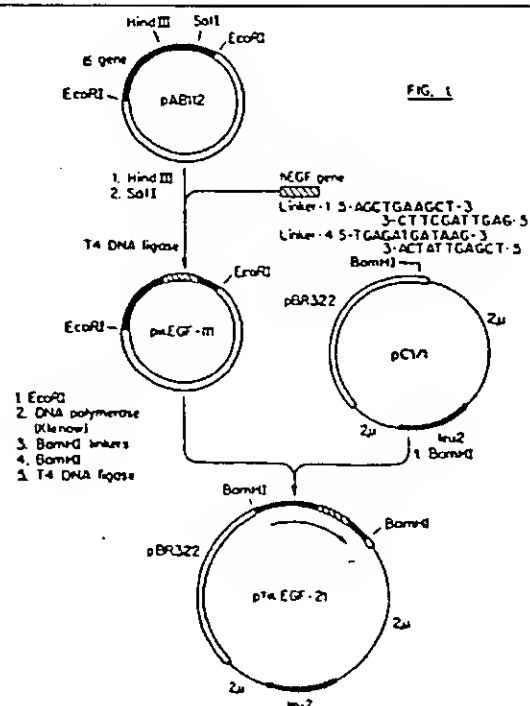 Hind III SalI EcoRI
gene
EcoRI
pAB112
FIG. 1
1. Hind III
2. SalI
hEGF gene
Linker-1 5-AGCTGAAGCT-3
3-CTTCGATTGAG-5
Linker-4 5-TGAGATGATAAG-3
3-ACTATTGAGCT-5
T4 DNA ligase
BamHI
EcoRI
pBR322
2μ
EcoRI
pαEGF-
pC1/1
1 EcoRI
2. DNA polymerase
(Klenow)
3. BamHI linkers
4. BamHI
5. T4 DNA ligase
2μ
leu2
1. BamHI
BamHI
BamHI
pBR322
EGF-21
2μ
2μ
leu2